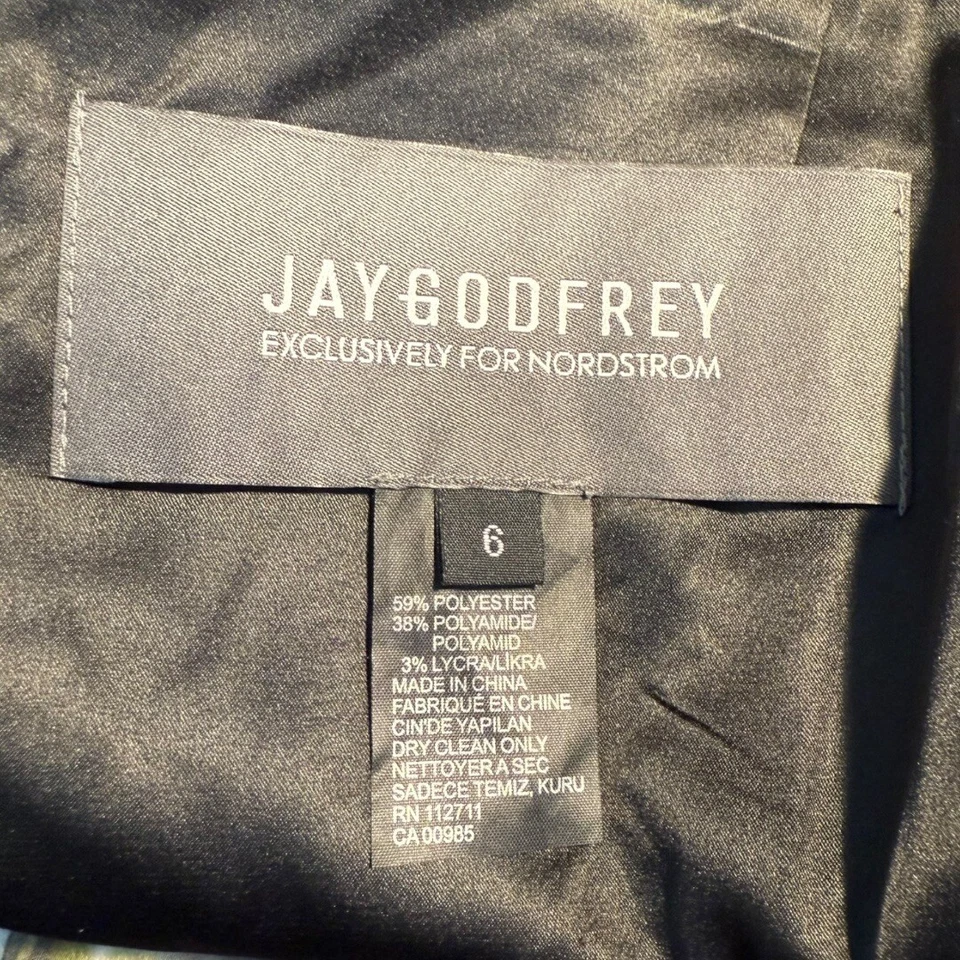 JAYGODFREY
EXCLUSIVELY FOR NORDSTROM
6
59% POLYESTER
38% POLYAMIDE/
POLYAMID
3% LYCRA/LİKRA
MADE IN CHINA
FABRIQUÉ EN CHINE
CIN'DE YAPILAN
DRY CLEAN ONLY
NETTOYER A SEC
SADECE TEMIZ, KURU
RN 112711
CA 00985